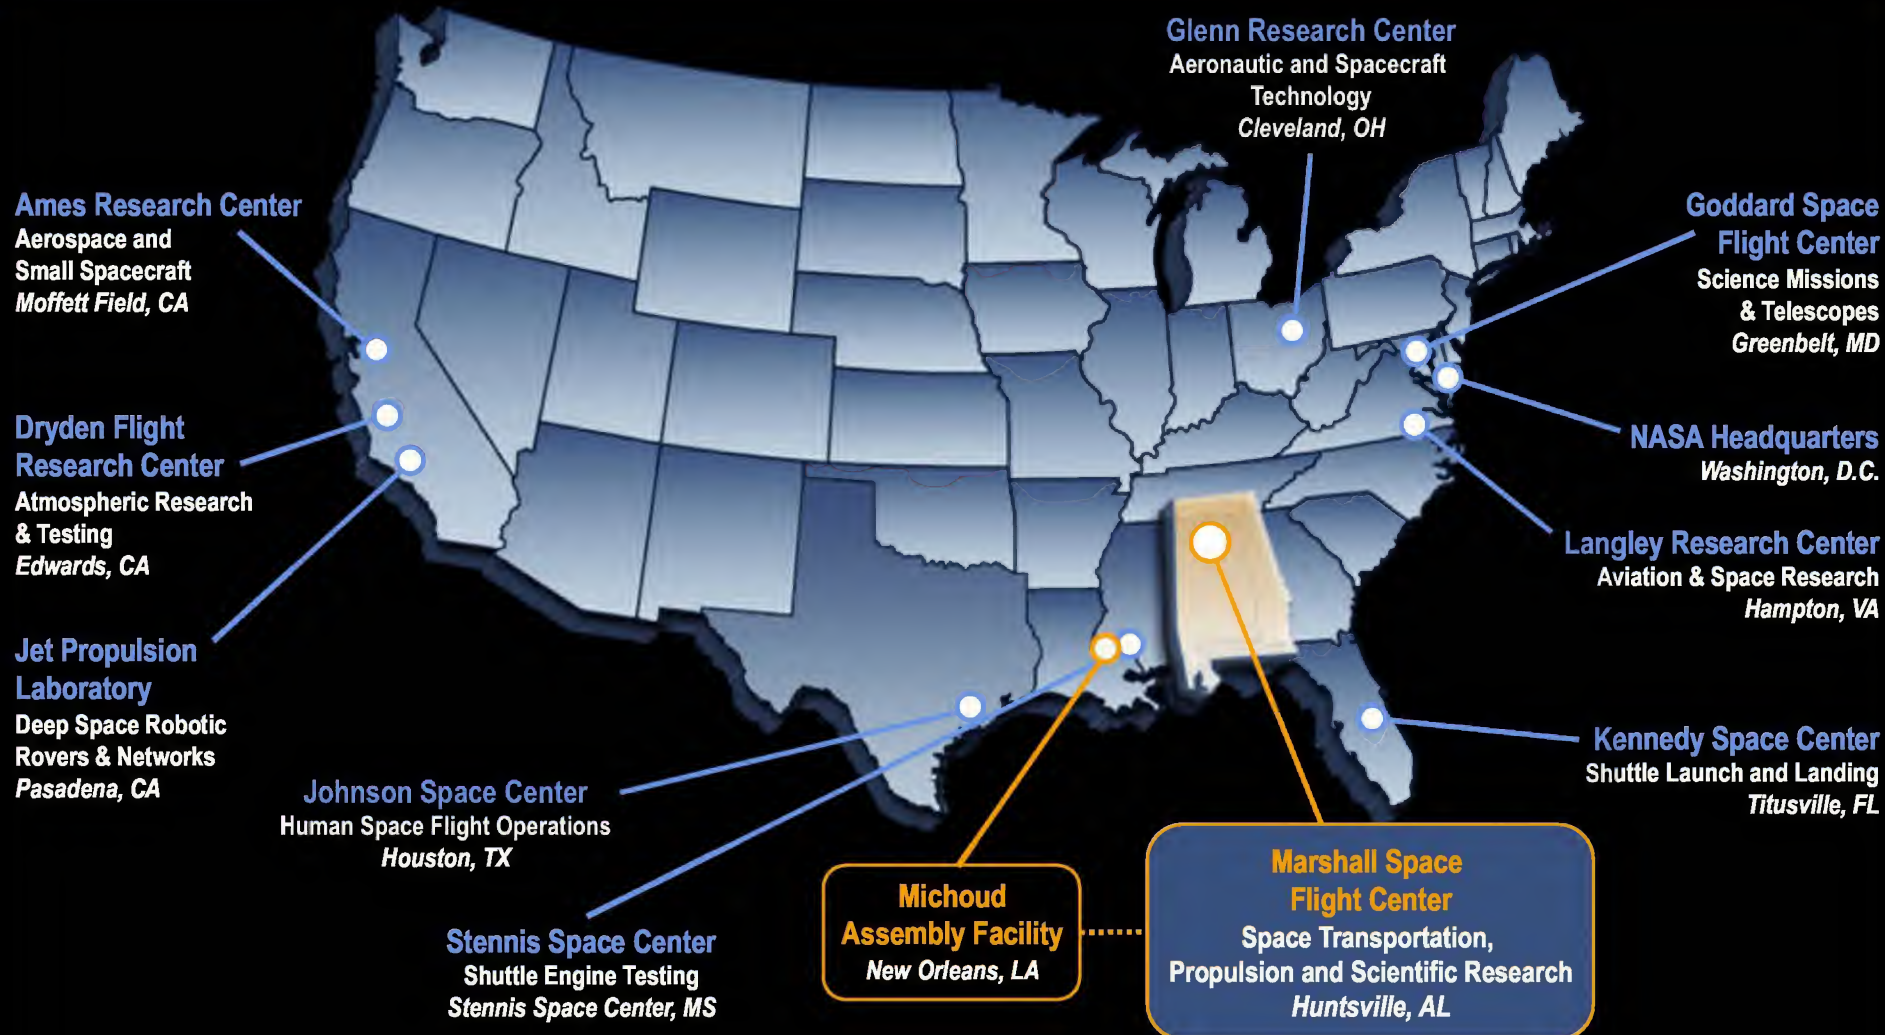 Glenn Research Center
Aeronautic and Spacecraft
Technology
Cleveland, OH
Ames Research Center
Aerospace and
Small Spacecraft
Moffett Field, CA
Goddard Space
Flight Center
Science Missions
& Telescopes
Greenbelt, MD
Dryden Flight
Research Center
Atmospheric Research
& Testing
Edwards, CA
NASA Headquarters
Washington, D.C.
Langley Research Center
Aviation & Space Research
Hampton, VA
Jet Propulsion
Laboratory
Deep Space Robotic
Rovers & Networks
Pasadena, CA
Kennedy Space Center
Shuttle Launch and Landing
Titusville, FL
Johnson Space Center
Human Space Flight Operations
Houston, TX
Stennis Space Center
Shuttle Engine Testing
Stennis Space Center, MS
Michoud
Assembly Facility
New Orleans, LA
Marshall Space
Flight Center
Space Transportation,
Propulsion and Scientific Research
Huntsville, AL